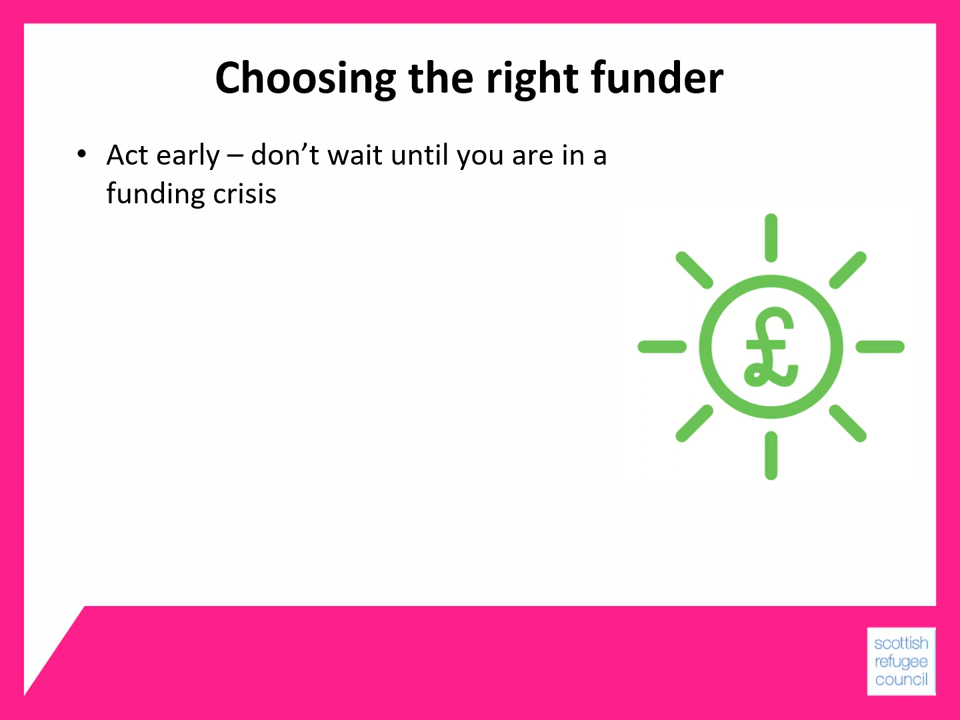 Choosing the right funder
• Act early – don’t wait until you are in a
funding crisis
£
scottish
refugee
council